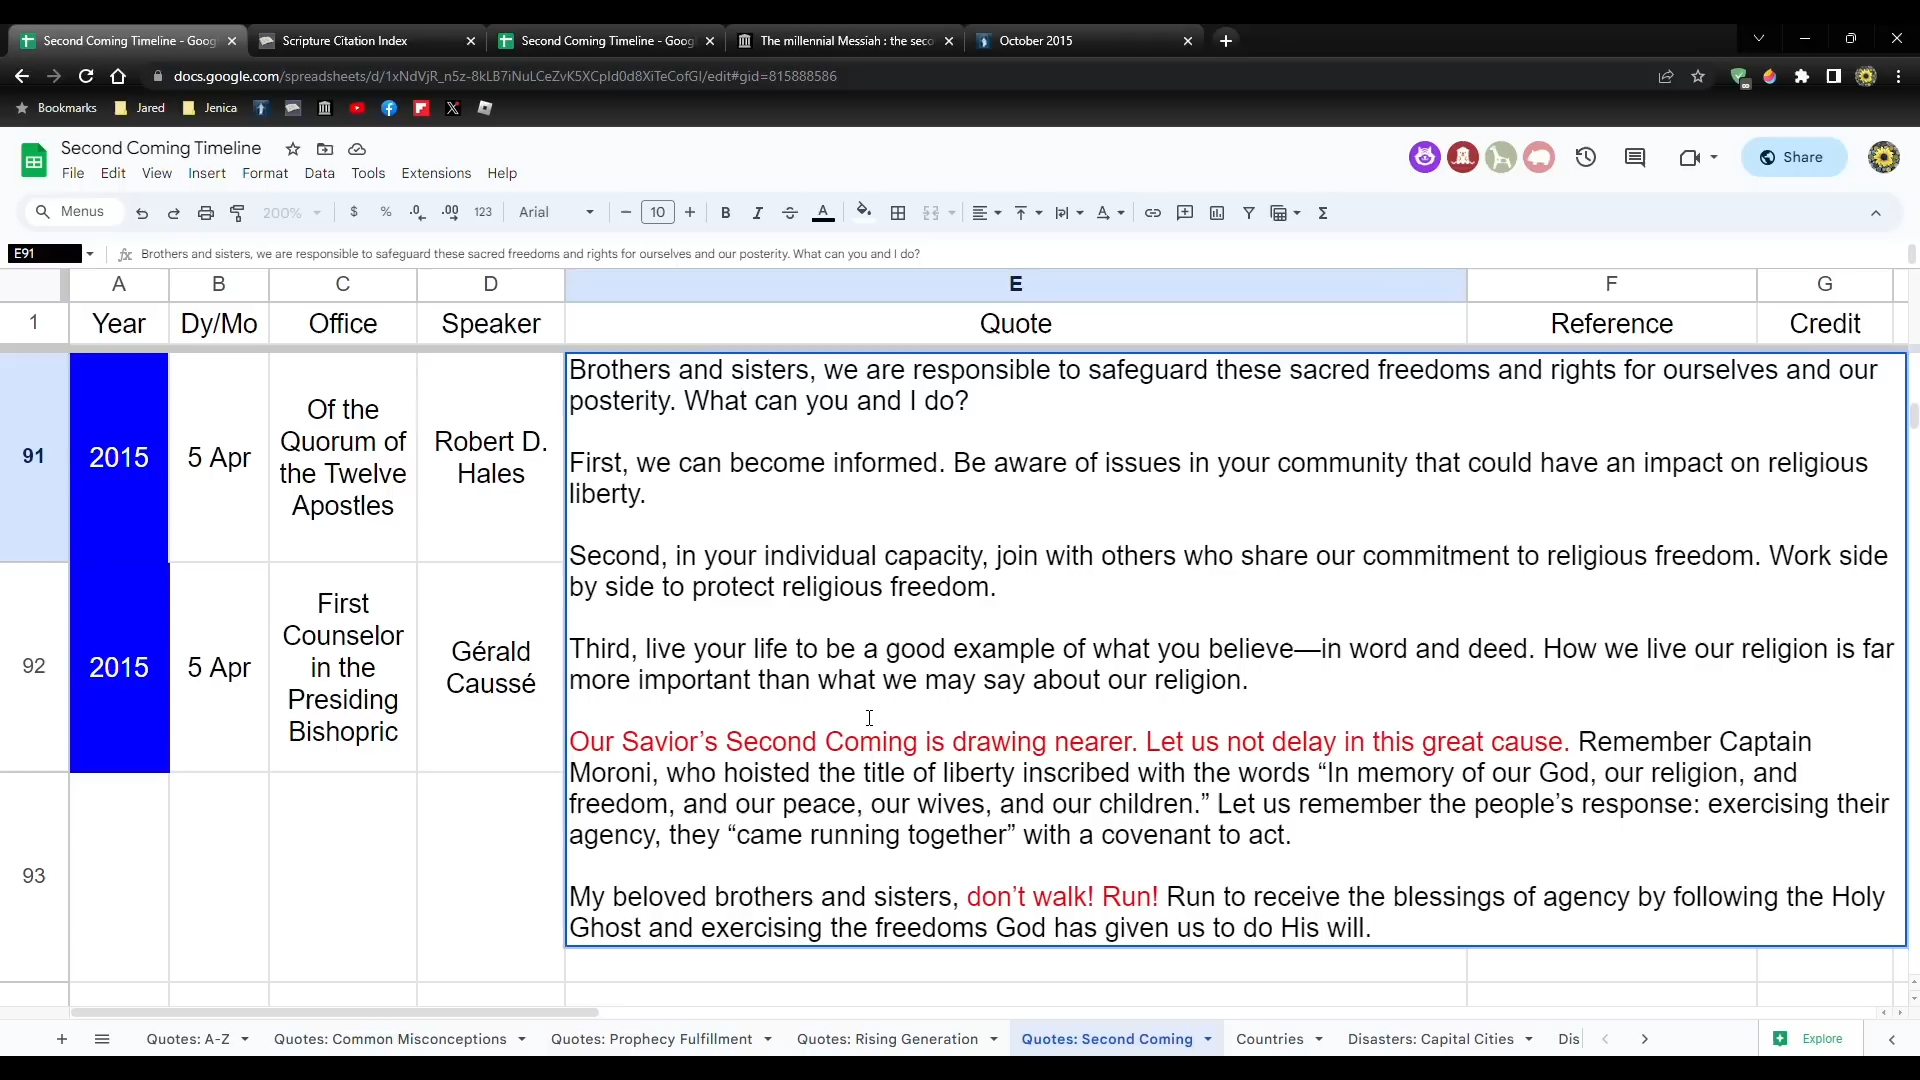 Second Coming Timeline - Goog
Scripture Citation Index
Second Coming Timeline - Goog
The millennial Messiah : the seco
October 2015
docs.google.com/spreadsheets/d/1xNdVjR_n5z-8kLB7iNuLCeZvK5XCpId0d8XiTeCofGI/edit#gid=815888586
Bookmarks Jared Jenica
Second Coming Timeline
File Edit View Insert Format Data Tools Extensions Help
Share
Menus 200% $ % .0 .00 123 Arial 10 B I A
E91
Brothers and sisters, we are responsible to safeguard these sacred freedoms and rights for ourselves and our posterity. What can you and I do?
A B C D E F G
1 Year Dy/Mo Office Speaker Quote Reference Credit
91 2015 5 Apr
Of the
Quorum of
the Twelve
Apostles
Robert D.
Hales
92 2015 5 Apr
First
Counselor
in the
Presiding
Bishopric
Gérald
Caussé
93
Brothers and sisters, we are responsible to safeguard these sacred freedoms and rights for ourselves and our
posterity. What can you and I do?
First, we can become informed. Be aware of issues in your community that could have an impact on religious
liberty.
Second, in your individual capacity, join with others who share our commitment to religious freedom. Work side
by side to protect religious freedom.
Third, live your life to be a good example of what you believe—in word and deed. How we live our religion is far
more important than what we may say about our religion.
Our Savior’s Second Coming is drawing nearer. Let us not delay in this great cause. Remember Captain
Moroni, who hoisted the title of liberty inscribed with the words “In memory of our God, our religion, and
freedom, and our peace, our wives, and our children.” Let us remember the people’s response: exercising their
agency, they “came running together” with a covenant to act.
My beloved brothers and sisters, don’t walk! Run! Run to receive the blessings of agency by following the Holy
Ghost and exercising the freedoms God has given us to do His will.
Quotes: A-Z Quotes: Common Misconceptions Quotes: Prophecy Fulfillment Quotes: Rising Generation Quotes: Second Coming Countries Disasters: Capital Cities Dis
Explore